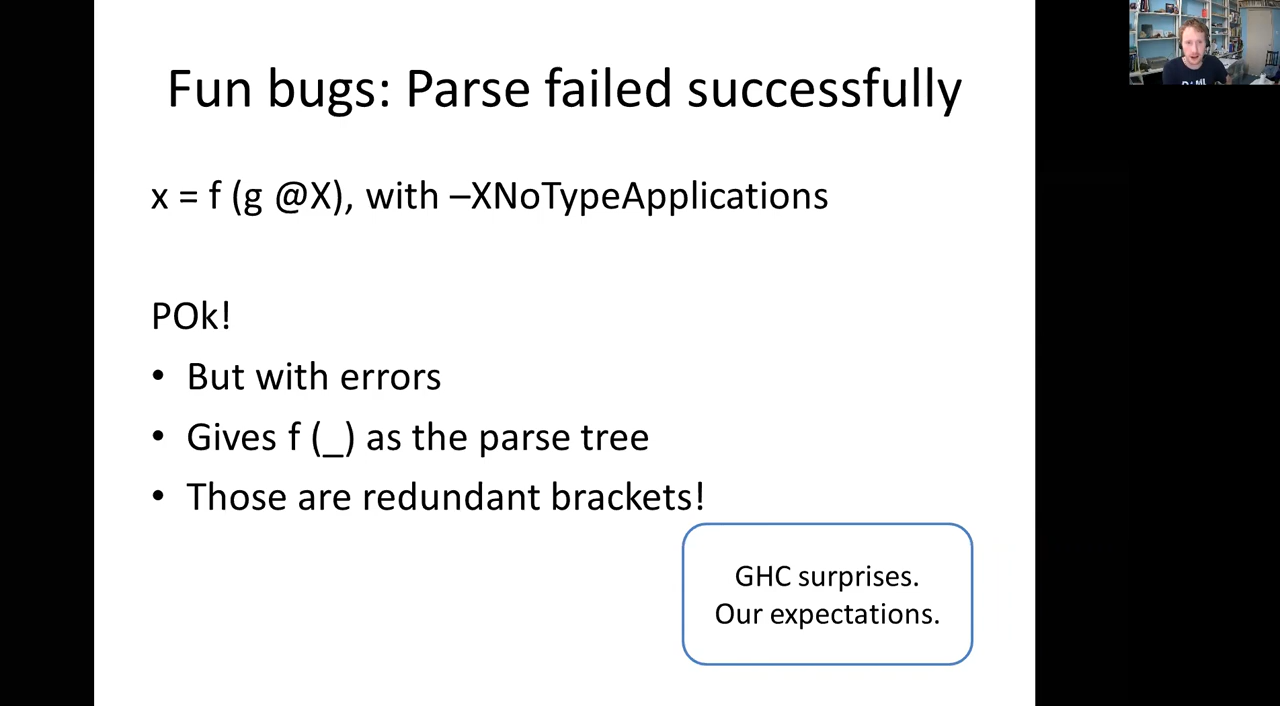 Fun bugs: Parse failed successfully
x = f (g @X), with –XNoTypeApplications
POk!
• But with errors
• Gives f (_) as the parse tree
• Those are redundant brackets!
GHC surprises.
Our expectations.